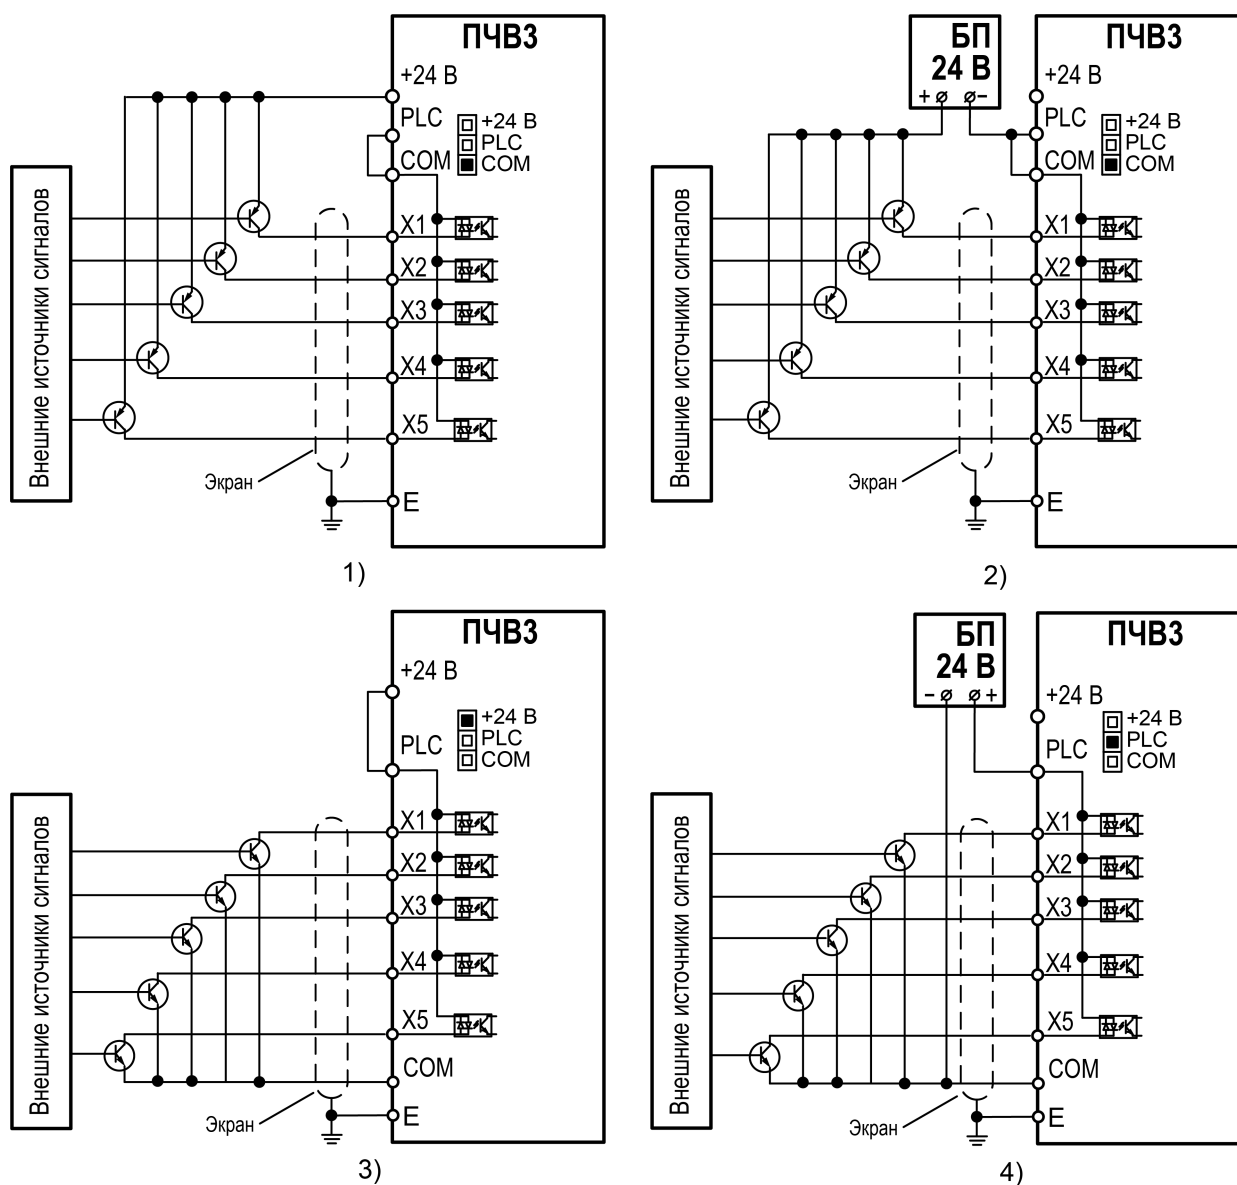 ПЧВ3
+24 В
PLC
COM
+24 В
PLC
COM
X1
X2
X3
X4
X5
E
Внешние источники сигналов
Экран
1)
БП
24 В
+ –
ПЧВ3
+24 В
PLC
COM
+24 В
PLC
COM
X1
X2
X3
X4
X5
E
Внешние источники сигналов
Экран
2)
ПЧВ3
+24 В
+24 В
PLC
COM
PLC
X1
X2
X3
X4
X5
COM
E
Внешние источники сигналов
Экран
3)
БП
24 В
– +
ПЧВ3
+24 В
+24 В
PLC
COM
PLC
X1
X2
X3
X4
X5
COM
E
Внешние источники сигналов
Экран
4)